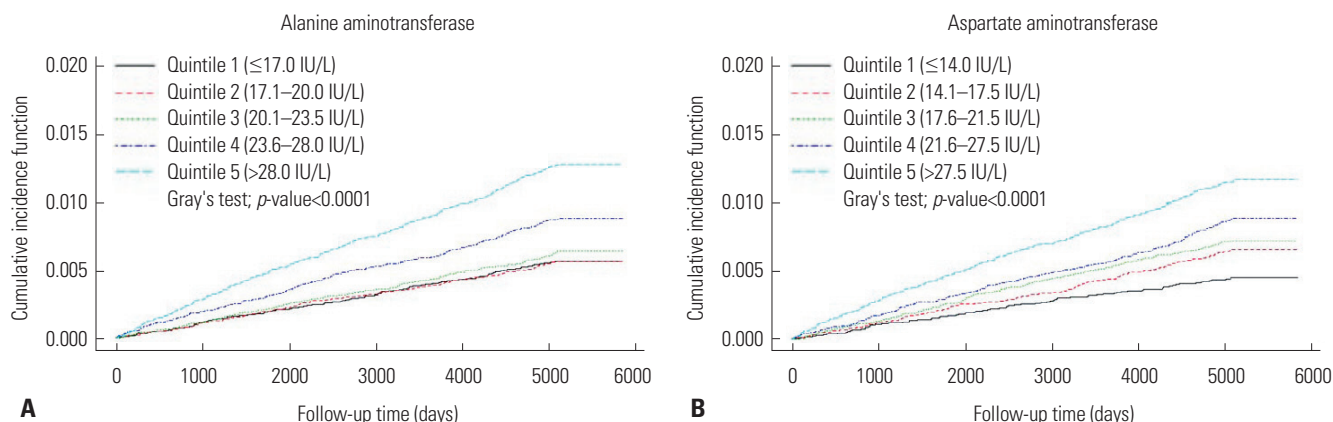 Alanine aminotransferase
Cumulative incidence function
0.020
0.015
0.010
0.005
0.000
Quintile 1 (≤17.0 IU/L)
Quintile 2 (17.1–20.0 IU/L)
Quintile 3 (20.1–23.5 IU/L)
Quintile 4 (23.6–28.0 IU/L)
Quintile 5 (>28.0 IU/L)
Gray's test; p-value<0.0001
0 1000 2000 3000 4000 5000 6000
Follow-up time (days)
A
Aspartate aminotransferase
Cumulative incidence function
0.020
0.015
0.010
0.005
0.000
Quintile 1 (≤14.0 IU/L)
Quintile 2 (14.1–17.5 IU/L)
Quintile 3 (17.6–21.5 IU/L)
Quintile 4 (21.6–27.5 IU/L)
Quintile 5 (>27.5 IU/L)
Gray's test; p-value<0.0001
0 1000 2000 3000 4000 5000 6000
Follow-up time (days)
B